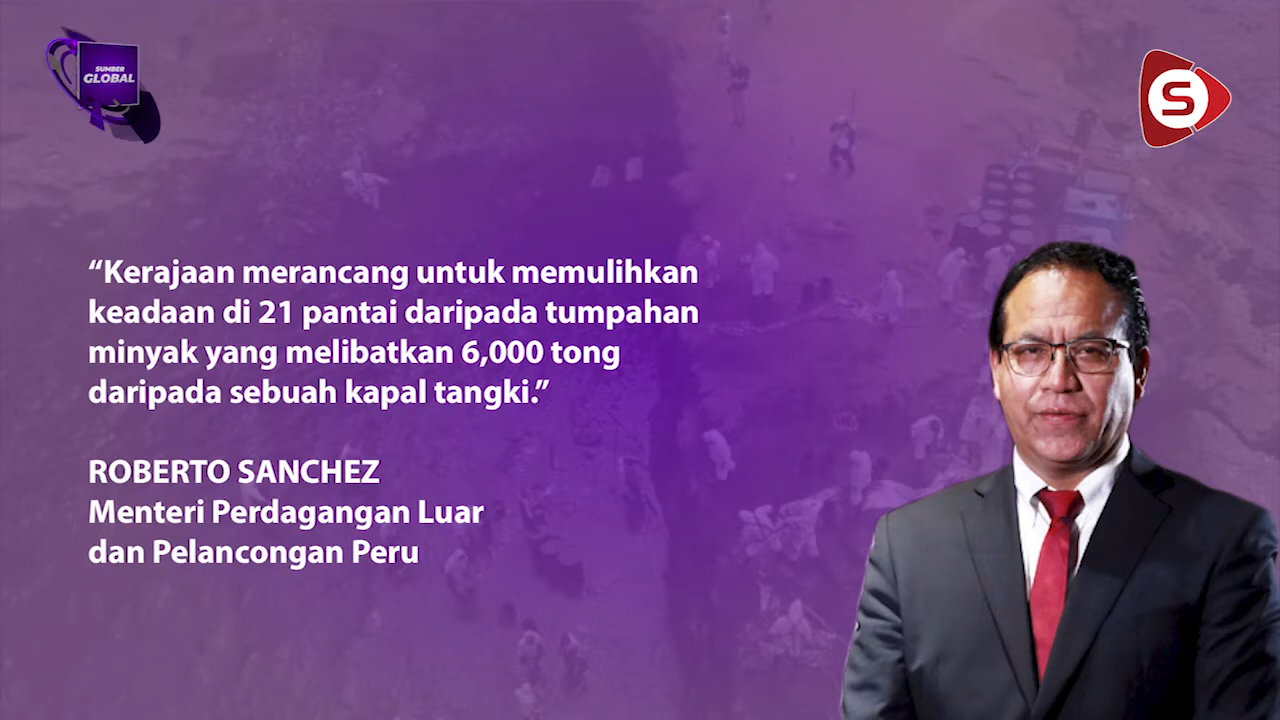 SUMBER
GLOBAL
S
“Kerajaan merancang untuk memulihkan
keadaan di 21 pantai daripada tumpahan
minyak yang melibatkan 6,000 tong
daripada sebuah kapal tangki.”
ROBERTO SANCHEZ
Menteri Perdagangan Luar
dan Pelancongan Peru